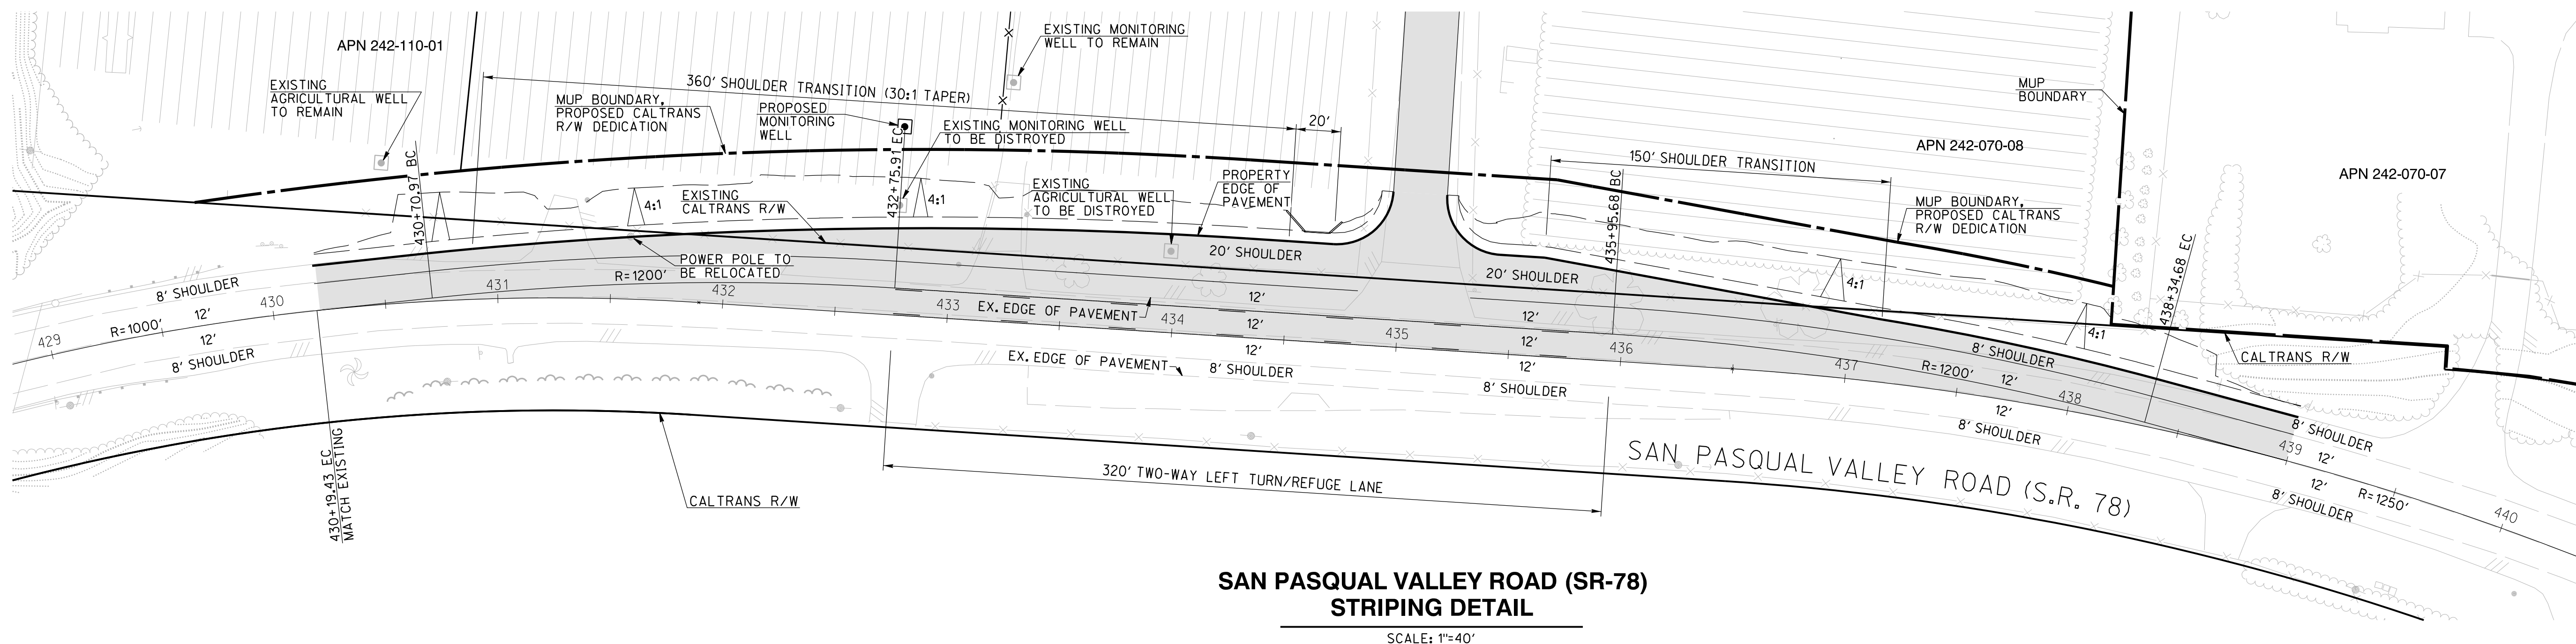 APN 242-110-01
EXISTING
AGRICULTURAL WELL
TO REMAIN
360' SHOULDER TRANSITION (30:1 TAPER)
MUP BOUNDARY,
PROPOSED CALTRANS
R/W DEDICATION
PROPOSED
MONITORING
WELL
EXISTING MONITORING
WELL TO REMAIN
EXISTING MONITORING WELL
TO BE DISTROYED
20'
150' SHOULDER TRANSITION
MUP
BOUNDARY
APN 242-070-08
APN 242-070-07
MUP BOUNDARY,
PROPOSED CALTRANS
R/W DEDICATION
430+70.97 BC
432+75.91 EC
435+95.68 BC
438+34.68 EC
4:1
EXISTING
CALTRANS R/W
4:1
EXISTING
AGRICULTURAL WELL
TO BE DISTROYED
PROPERTY
EDGE OF
PAVEMENT
4:1
4:1
CALTRANS R/W
POWER POLE TO
BE RELOCATED
20' SHOULDER
20' SHOULDER
8' SHOULDER
8' SHOULDER
8' SHOULDER
R=1000'
12'
12'
8' SHOULDER
R=1200'
12'
12'
12'
12'
12'
12'
12'
EX. EDGE OF PAVEMENT
EX. EDGE OF PAVEMENT
8' SHOULDER
8' SHOULDER
8' SHOULDER
R=1200'
12'
12'
12'
R=1250'
8' SHOULDER
429
430
431
432
433
434
435
436
437
438
439
440
430+19.43 EC
MATCH EXISTING
CALTRANS R/W
320' TWO-WAY LEFT TURN/REFUGE LANE
SAN PASQUAL VALLEY ROAD (S.R. 78)
SAN PASQUAL VALLEY ROAD (SR-78)
STRIPING DETAIL
SCALE: 1"=40'